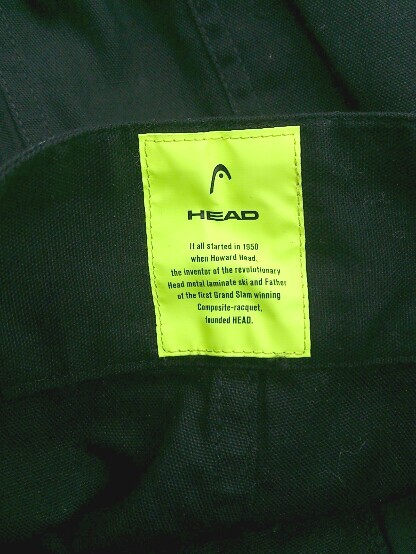 HEAD
It all started in 1950
when Howard Head,
the inventor of the revolutionary
Head metal laminate ski and Father
of the first Grand Slam winning
Composite-racquet,
founded HEAD.